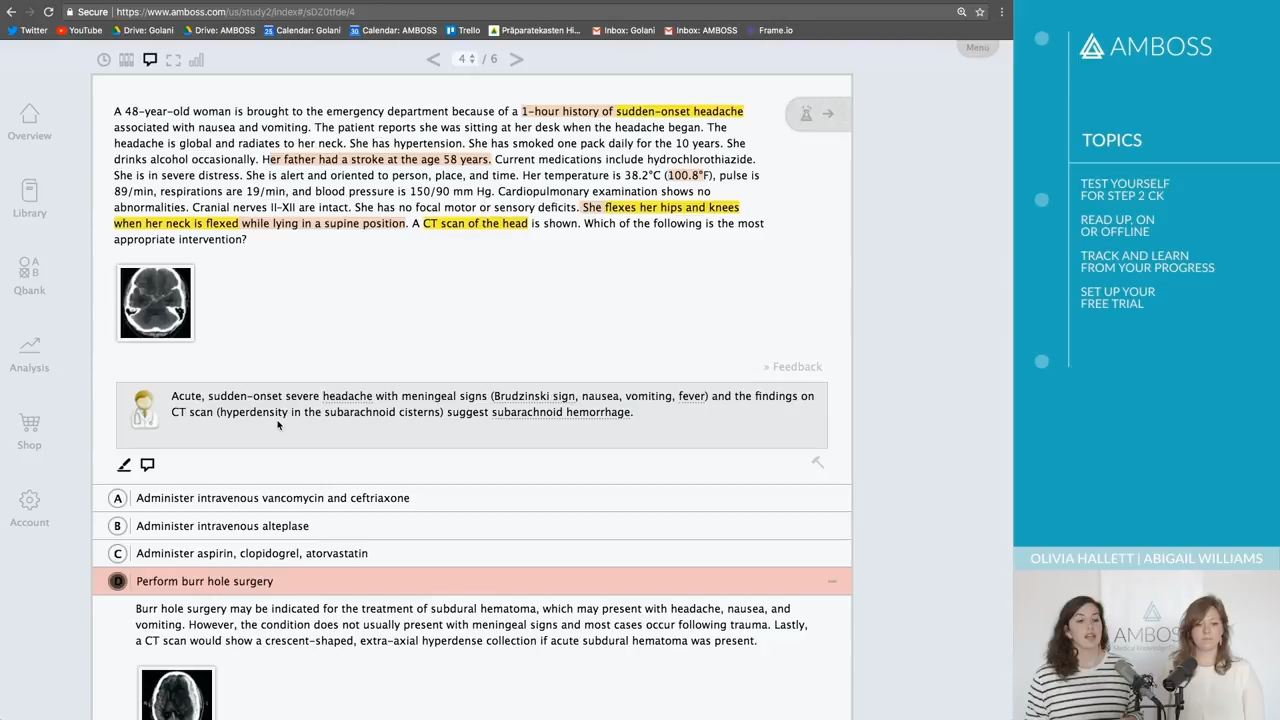 Secure | https://www.amboss.com/us/study2/index#/sDZ0tfde/4
Twitter YouTube Drive: Golani Drive: AMBOSS Calendar: Golani Calendar: AMBOSS Trello Präparatekasten Hi... Inbox: Golani Inbox: AMBOSS Frame.io
4 / 6
Menu
Overview
Library
Qbank
Analysis
Shop
Account
A 48-year-old woman is brought to the emergency department because of a 1-hour history of sudden-onset headache
associated with nausea and vomiting. The patient reports she was sitting at her desk when the headache began. The
headache is global and radiates to her neck. She has hypertension. She has smoked one pack daily for the 10 years. She
drinks alcohol occasionally. Her father had a stroke at the age 58 years. Current medications include hydrochlorothiazide.
She is in severe distress. She is alert and oriented to person, place, and time. Her temperature is 38.2°C (100.8°F), pulse is
89/min, respirations are 19/min, and blood pressure is 150/90 mm Hg. Cardiopulmonary examination shows no
abnormalities. Cranial nerves II-XII are intact. She has no focal motor or sensory deficits. She flexes her hips and knees
when her neck is flexed while lying in a supine position. A CT scan of the head is shown. Which of the following is the most
appropriate intervention?
» Feedback
Acute, sudden-onset severe headache with meningeal signs (Brudzinski sign, nausea, vomiting, fever) and the findings on
CT scan (hyperdensity in the subarachnoid cisterns) suggest subarachnoid hemorrhage.
A Administer intravenous vancomycin and ceftriaxone
B Administer intravenous alteplase
C Administer aspirin, clopidogrel, atorvastatin
D Perform burr hole surgery
Burr hole surgery may be indicated for the treatment of subdural hematoma, which may present with headache, nausea, and
vomiting. However, the condition does not usually present with meningeal signs and most cases occur following trauma. Lastly,
a CT scan would show a crescent-shaped, extra-axial hyperdense collection if acute subdural hematoma was present.
AMBOSS
TOPICS
TEST YOURSELF
FOR STEP 2 CK
READ UP, ON
OR OFFLINE
TRACK AND LEARN
FROM YOUR PROGRESS
SET UP YOUR
FREE TRIAL
OLIVIA HALLETT | ABIGAIL WILLIAMS
AMBOSS